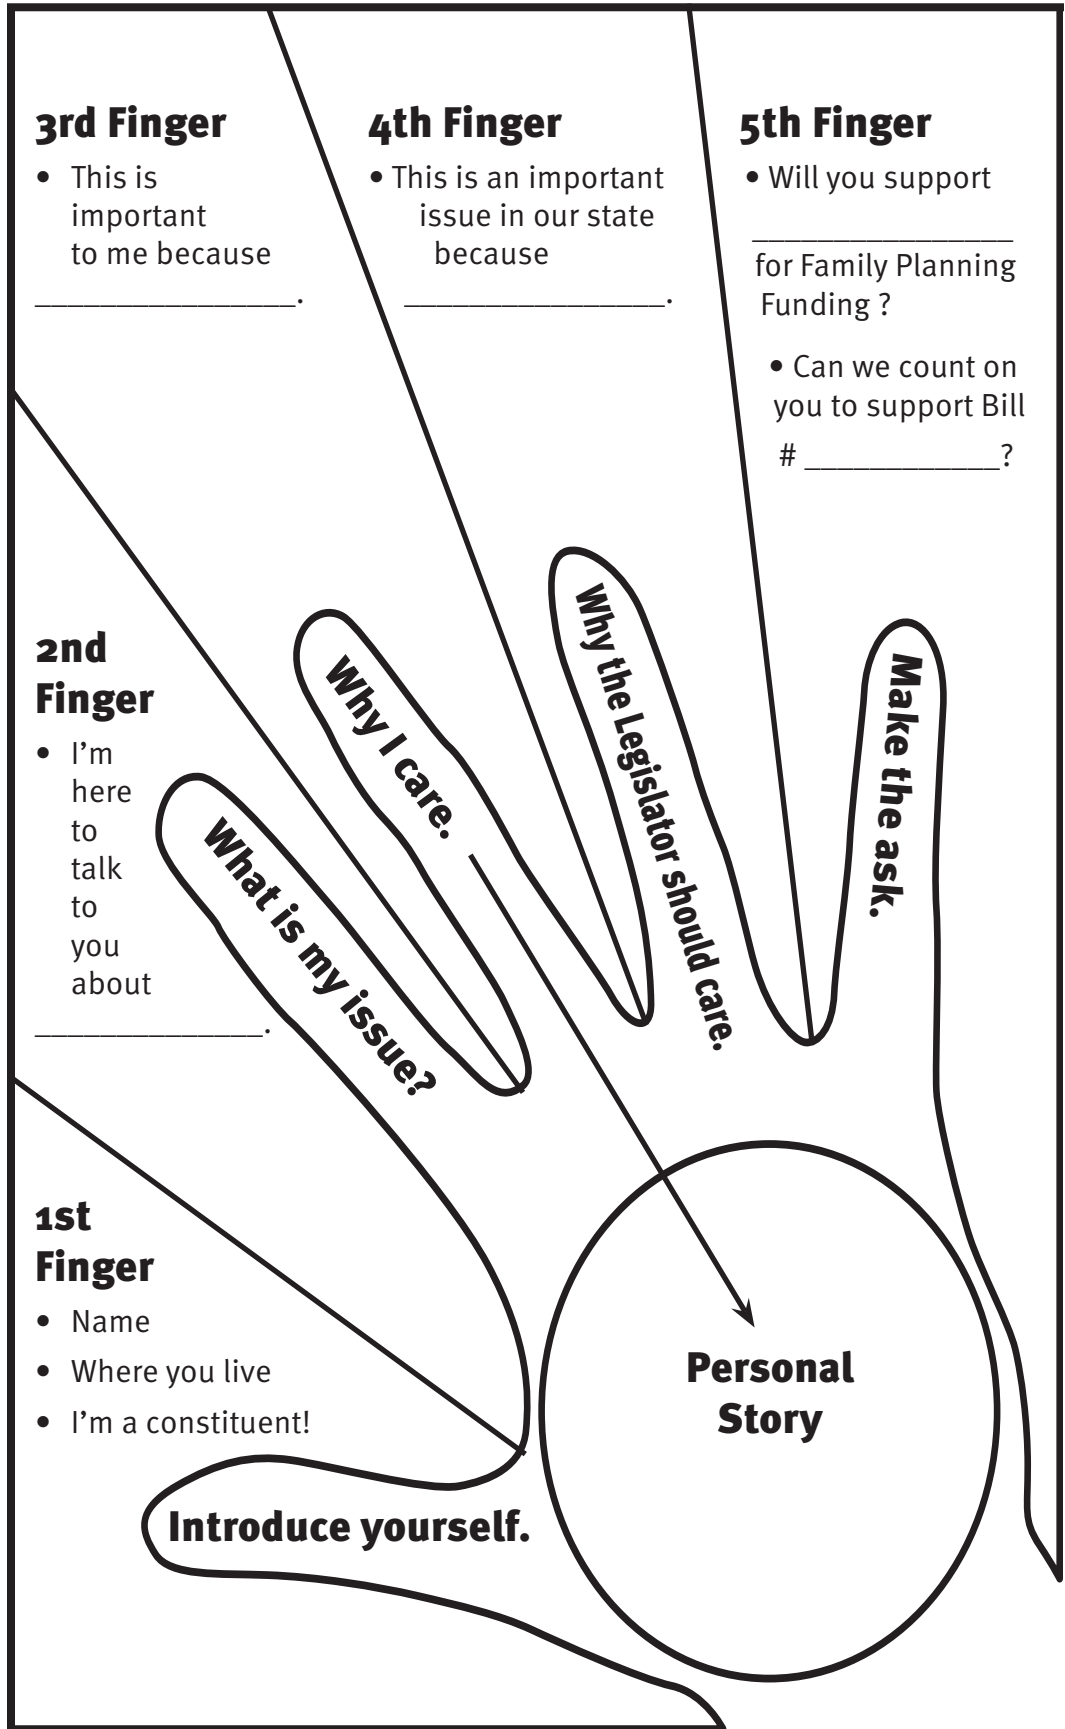 3rd Finger
• This is
important
to me because
________________.
4th Finger
• This is an important
issue in our state
because
________________.
5th Finger
• Will you support
________________
for Family Planning
Funding ?
• Can we count on
you to support Bill
# ____________?
2nd
Finger
• I'm
here
to
talk
to
you
about
______________.
1st
Finger
• Name
• Where you live
• I'm a constituent!
Introduce yourself.
What is my issue?
Why I care.
Why the Legislator should care.
Make the ask.
Personal
Story